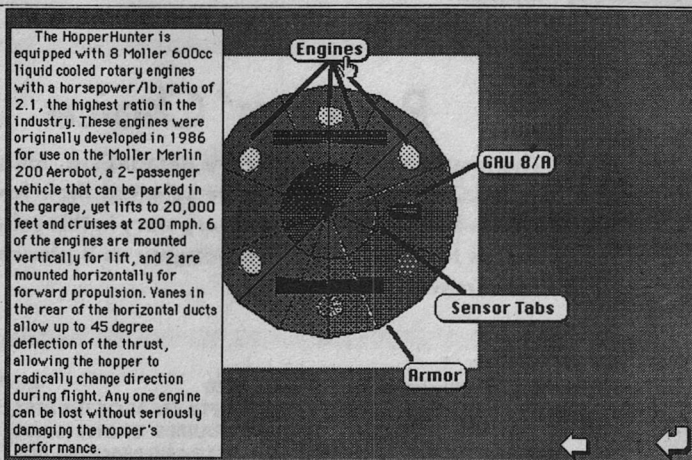 The HopperHunter is
equipped with 8 Moller 600cc
liquid cooled rotary engines
with a horsepower/lb. ratio of
2.1, the highest ratio in the
industry. These engines were
originally developed in 1986
for use on the Moller Merlin
200 Aerobot, a 2-passenger
vehicle that can be parked in
the garage, yet lifts to 20,000
feet and cruises at 200 mph. 6
of the engines are mounted
vertically for lift, and 2 are
mounted horizontally for
forward propulsion. Vanes in
the rear of the horizontal ducts
allow up to 45 degree
deflection of the thrust,
allowing the hopper to
radically change direction
during flight. Any one engine
can be lost without seriously
damaging the hopper's
performance.
Engines
GAU 8/A
Sensor Tabs
Armor